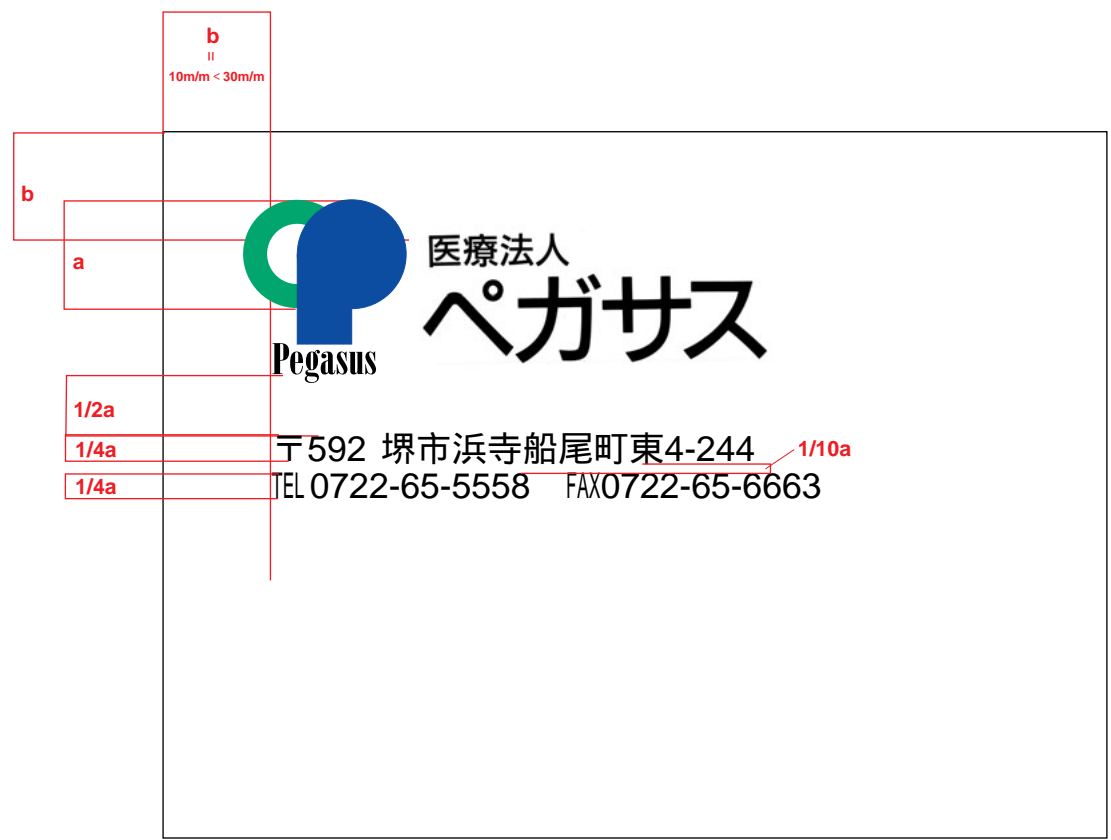 b
=
10m/m < 30m/m
b
a
医療法人
ペガサス
Pegasus
1/2a
1/4a
〒592 堺市浜寺船尾町東4-244
1/10a
1/4a
TEL 0722-65-5558 FAX0722-65-6663